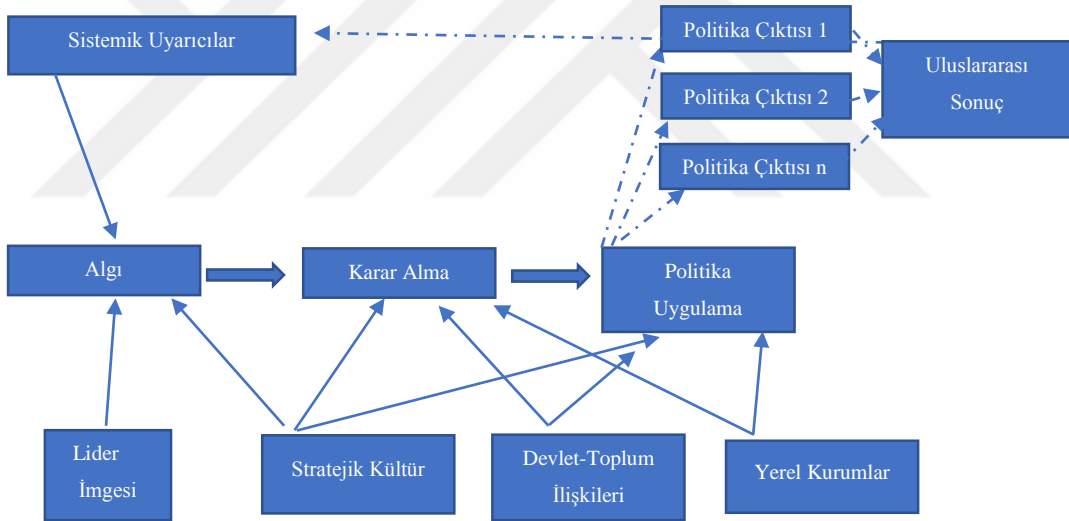 Sistemik Uyarıcılar
Politika Çıktısı 1
Politika Çıktısı 2
Politika Çıktısı n
Uluslararası
Sonuç
Algı
Karar Alma
Politika
Uygulama
Lider
İmgesi
Stratejik Kültür
Devlet-Toplum
İlişkileri
Yerel Kurumlar